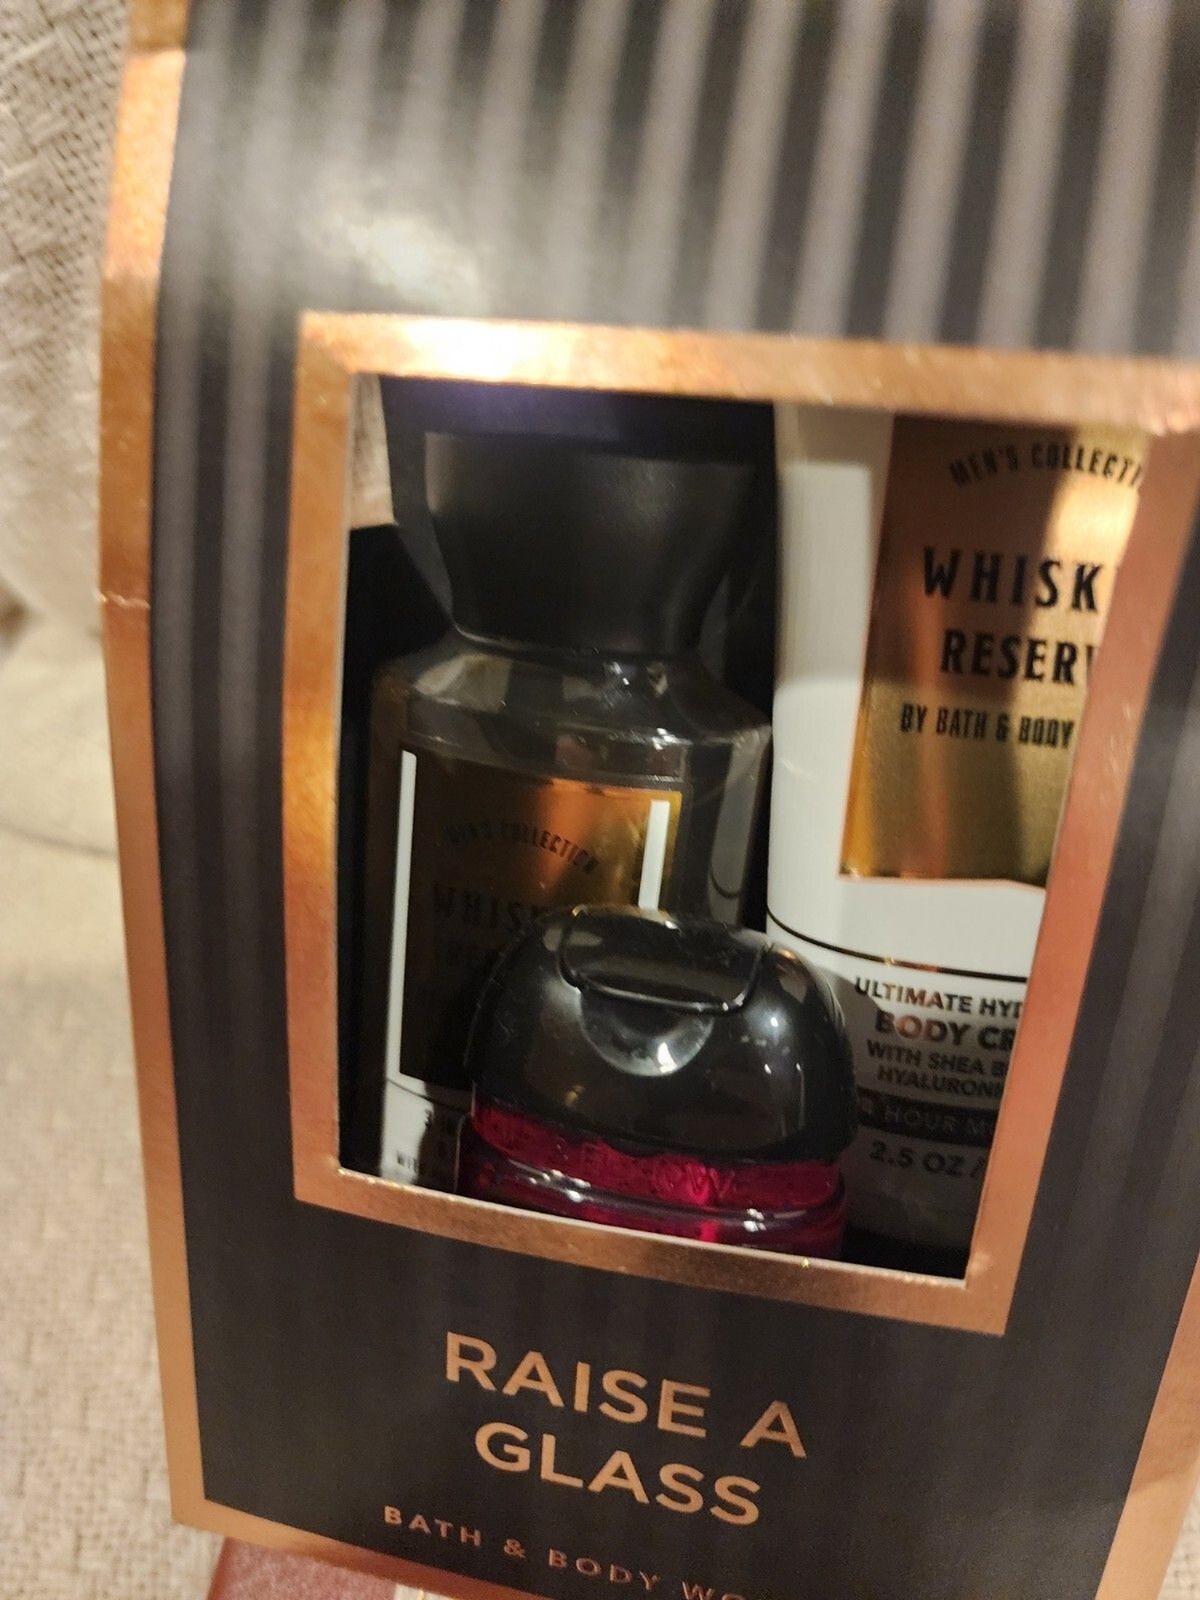 MEN'S COLLECTI
WHISK
RESERV
BY BATH & BODY
MEN'S COLLECTION
WHISK
ULTIMATE HYD
BODY CR
WITH SHEA B
HYALURON
HOUR M
2.5 OZ /
RAISE A
GLASS
BATH & BODY WO